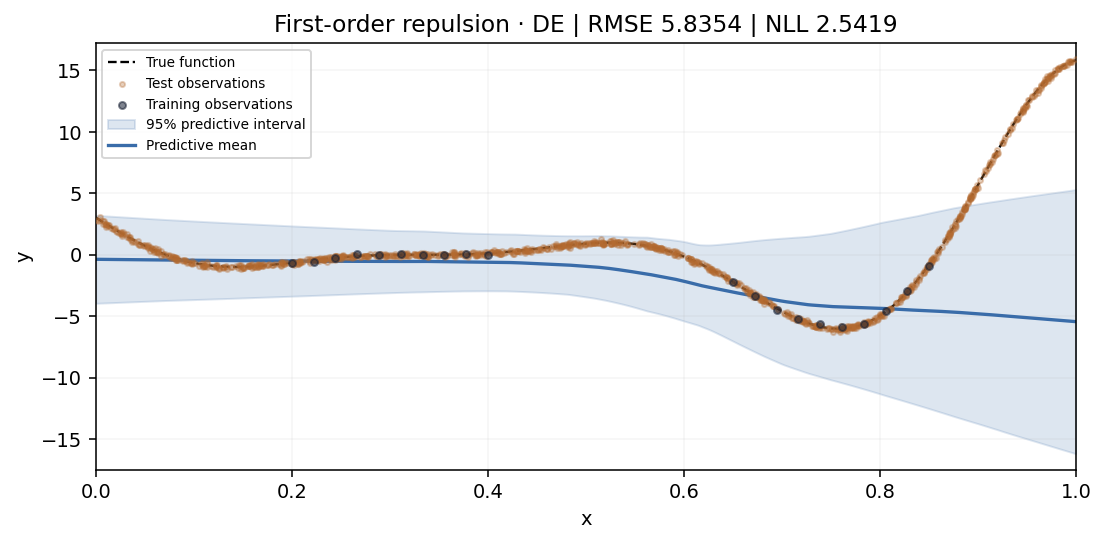 First-order repulsion · DE | RMSE 5.8354 | NLL 2.5419
True function
Test observations
Training observations
95% predictive interval
Predictive mean
15
10
5
0
−5
−10
−15
y
0.0 0.2 0.4 0.6 0.8 1.0
x